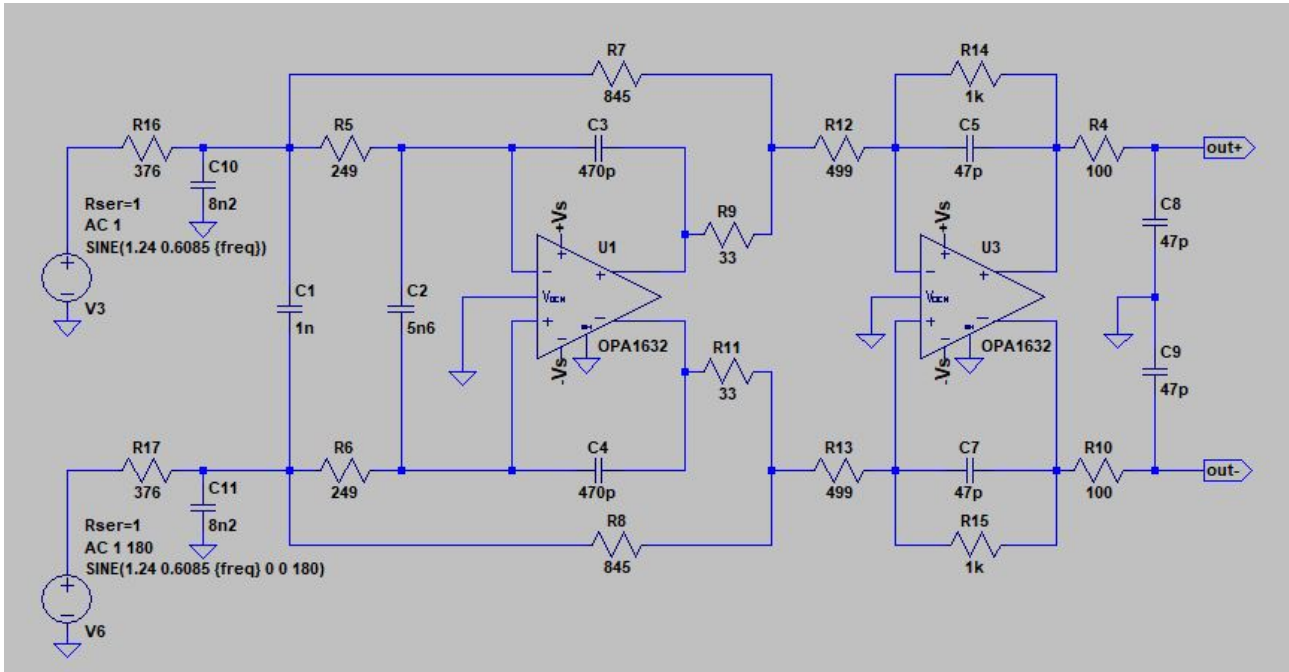 R7
845
R14
1k
R16
376
R5
249
C3
470p
R12
499
C5
47p
R4
100
out+
C10
8n2
Rser=1
AC 1
SINE(1.24 0.6085 {freq})
V3
+Vs
R9
33
U1
+Vs
U3
C8
47p
C1
1n
C2
5n6
OPA1632
-Vs
R11
33
OPA1632
-Vs
C9
47p
R17
376
R6
249
C4
470p
R13
499
C7
47p
R10
100
out-
C11
8n2
Rser=1
AC 1 180
SINE(1.24 0.6085 {freq} 0 0 180)
V6
R8
845
R15
1k